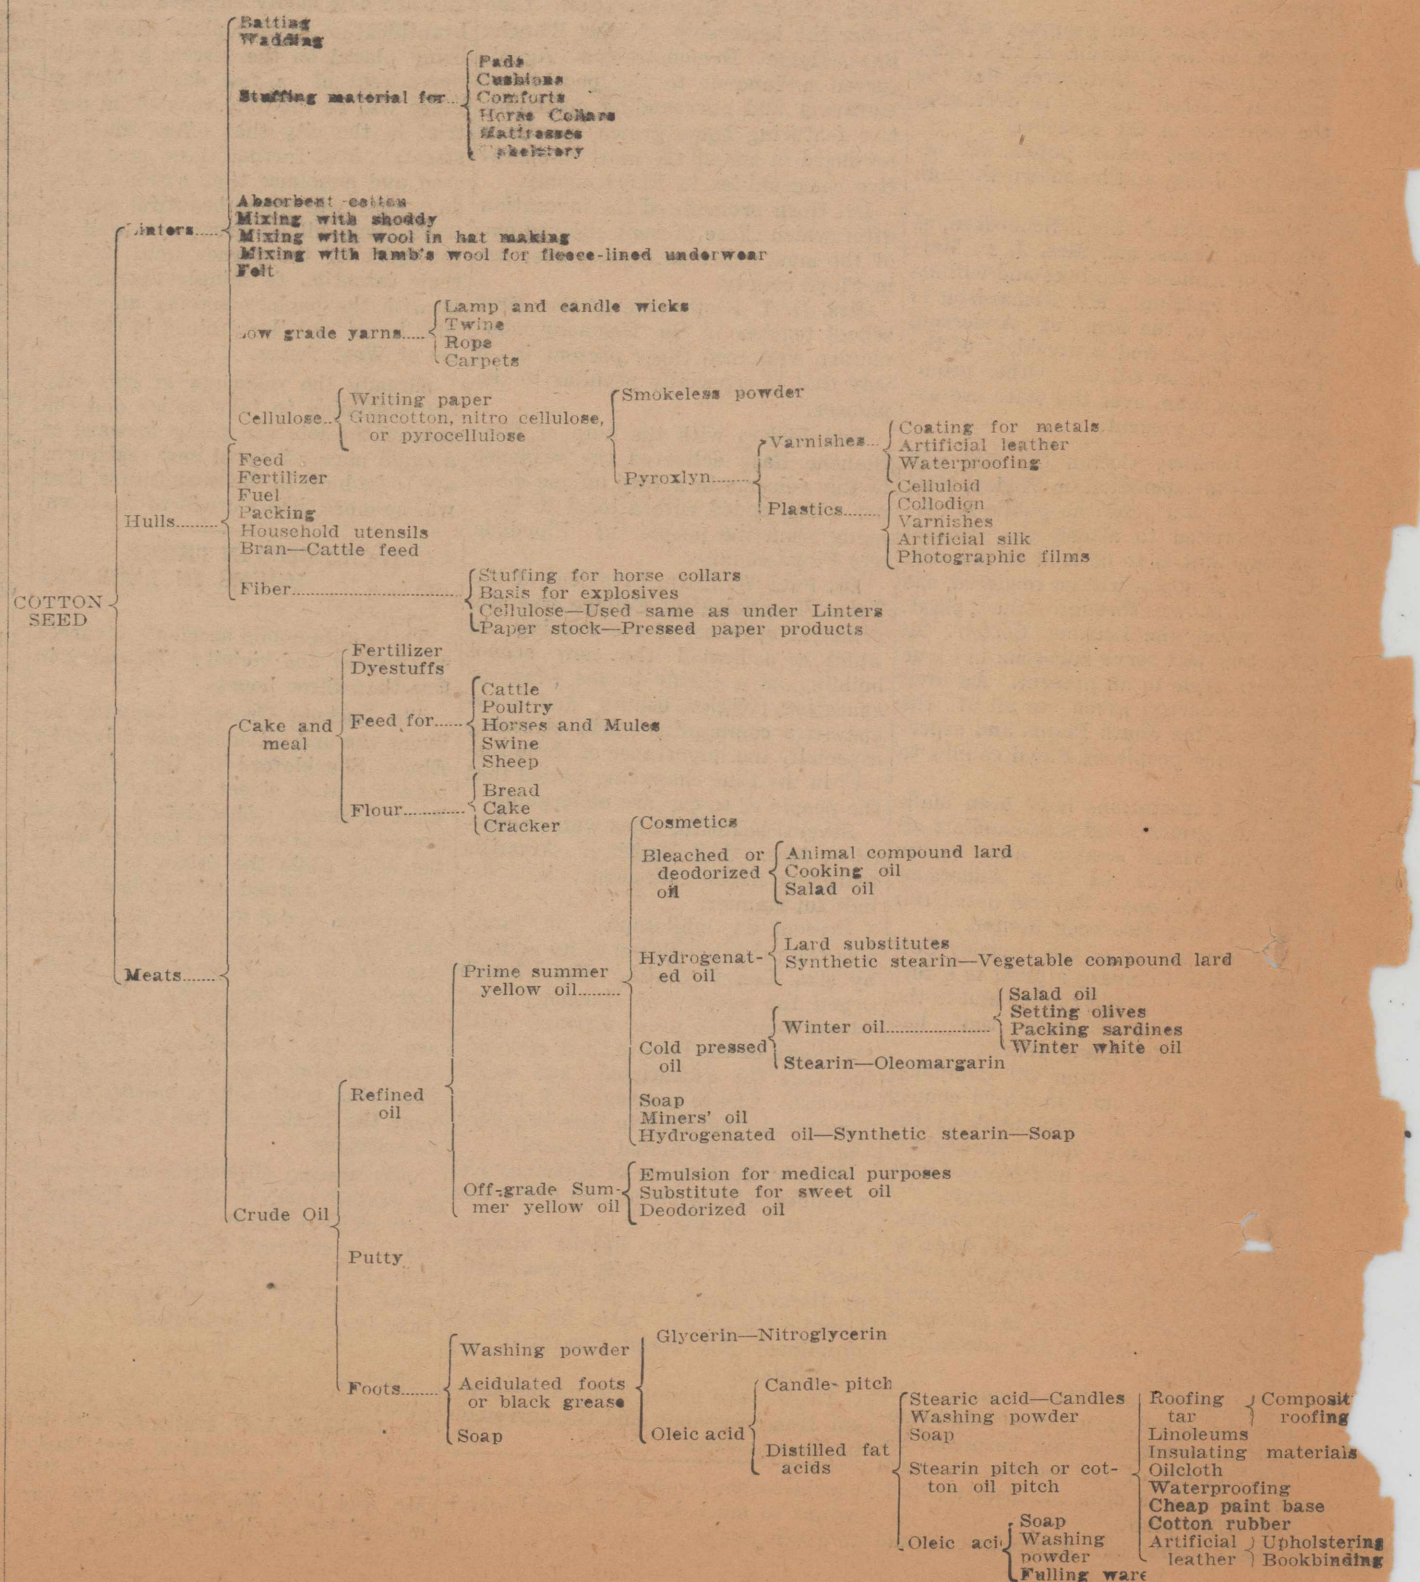 Batting
Wadding
Stuffing material for
Pads
Cushions
Comforts
Horse Collars
Mattresses
Absorbent cotton
Linters
Mixing with shoddy
Mixing with wool in hat making
Mixing with lamb's wool for fleece-lined underwear
Felt
Low grade yarns
Lamp and candle wicks
Twine
Rope
Carpets
Cellulose
Writing paper
Guncotton, nitro cellulose,
or pyrocellulose
Smokeless powder
Pyroxlyn
Varnishes
Coating for metals
Artificial leather
Waterproofing
Plastics
Celluloid
Collodion
Varnishes
Artificial silk
Photographic films
Hulls
Feed
Fertilizer
Fuel
Packing
Household utensils
Bran—Cattle feed
Fiber
Stuffing for horse collars
Basis for explosives
Cellulose—Used same as under Linters
Paper stock—Pressed paper products
COTTON
SEED
Cake and
meal
Fertilizer
Dyestuffs
Feed for
Cattle
Poultry
Horses and Mules
Swine
Sheep
Flour
Bread
Cake
Cracker
Meats
Cosmetics
Bleached or
deodorized
oil
Animal compound lard
Cooking oil
Salad oil
Prime summer
yellow oil
Hydrogenat-
ed oil
Lard substitutes
Synthetic stearin—Vegetable compound lard
Cold pressed
oil
Winter oil
Salad oil
Setting olives
Packing sardines
Winter white oil
Stearin—Oleomargarin
Refined
oil
Soap
Miners' oil
Hydrogenated oil—Synthetic stearin—Soap
Off-grade Sum-
mer yellow oil
Emulsion for medical purposes
Substitute for sweet oil
Deodorized oil
Crude Oil
Putty
Foots
Washing powder
Acidulated foots
or black grease
Soap
Glycerin—Nitroglycerin
Oleic acid
Candle-pitch
Distilled fat
acids
Stearic acid—Candles
Washing powder
Soap
Stearin pitch or cot-
ton oil pitch
Roofing
tar
Composit
roofing
Linoleums
Insulating materials
Oilcloth
Waterproofing
Cheap paint base
Cotton rubber
Artificial
leather
Upholstering
Bookbinding
Oleic aci
Soap
Washing
powder
Fulling ware